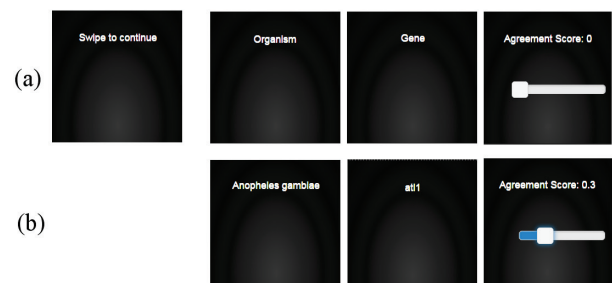 (a)
Swipe to continue
Organism
Gene
Agreement Score: 0
(b)
Anopheles gambiae
atl1
Agreement Score: 0.3